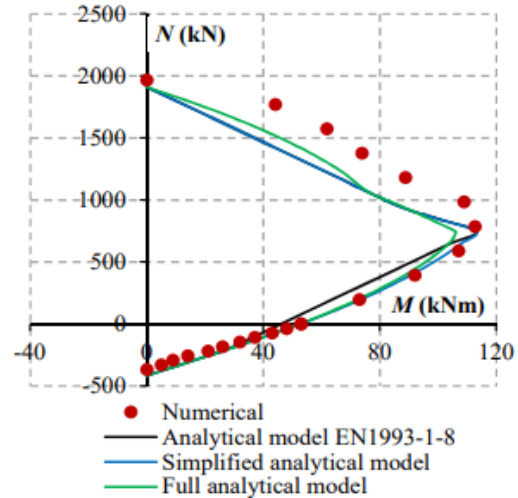 N (kN)
2500
2000
1500
1000
500
M (kNm)
0
-40
0
40
80
120
-500
Numerical
Analytical model EN1993-1-8
Simplified analytical model
Full analytical model